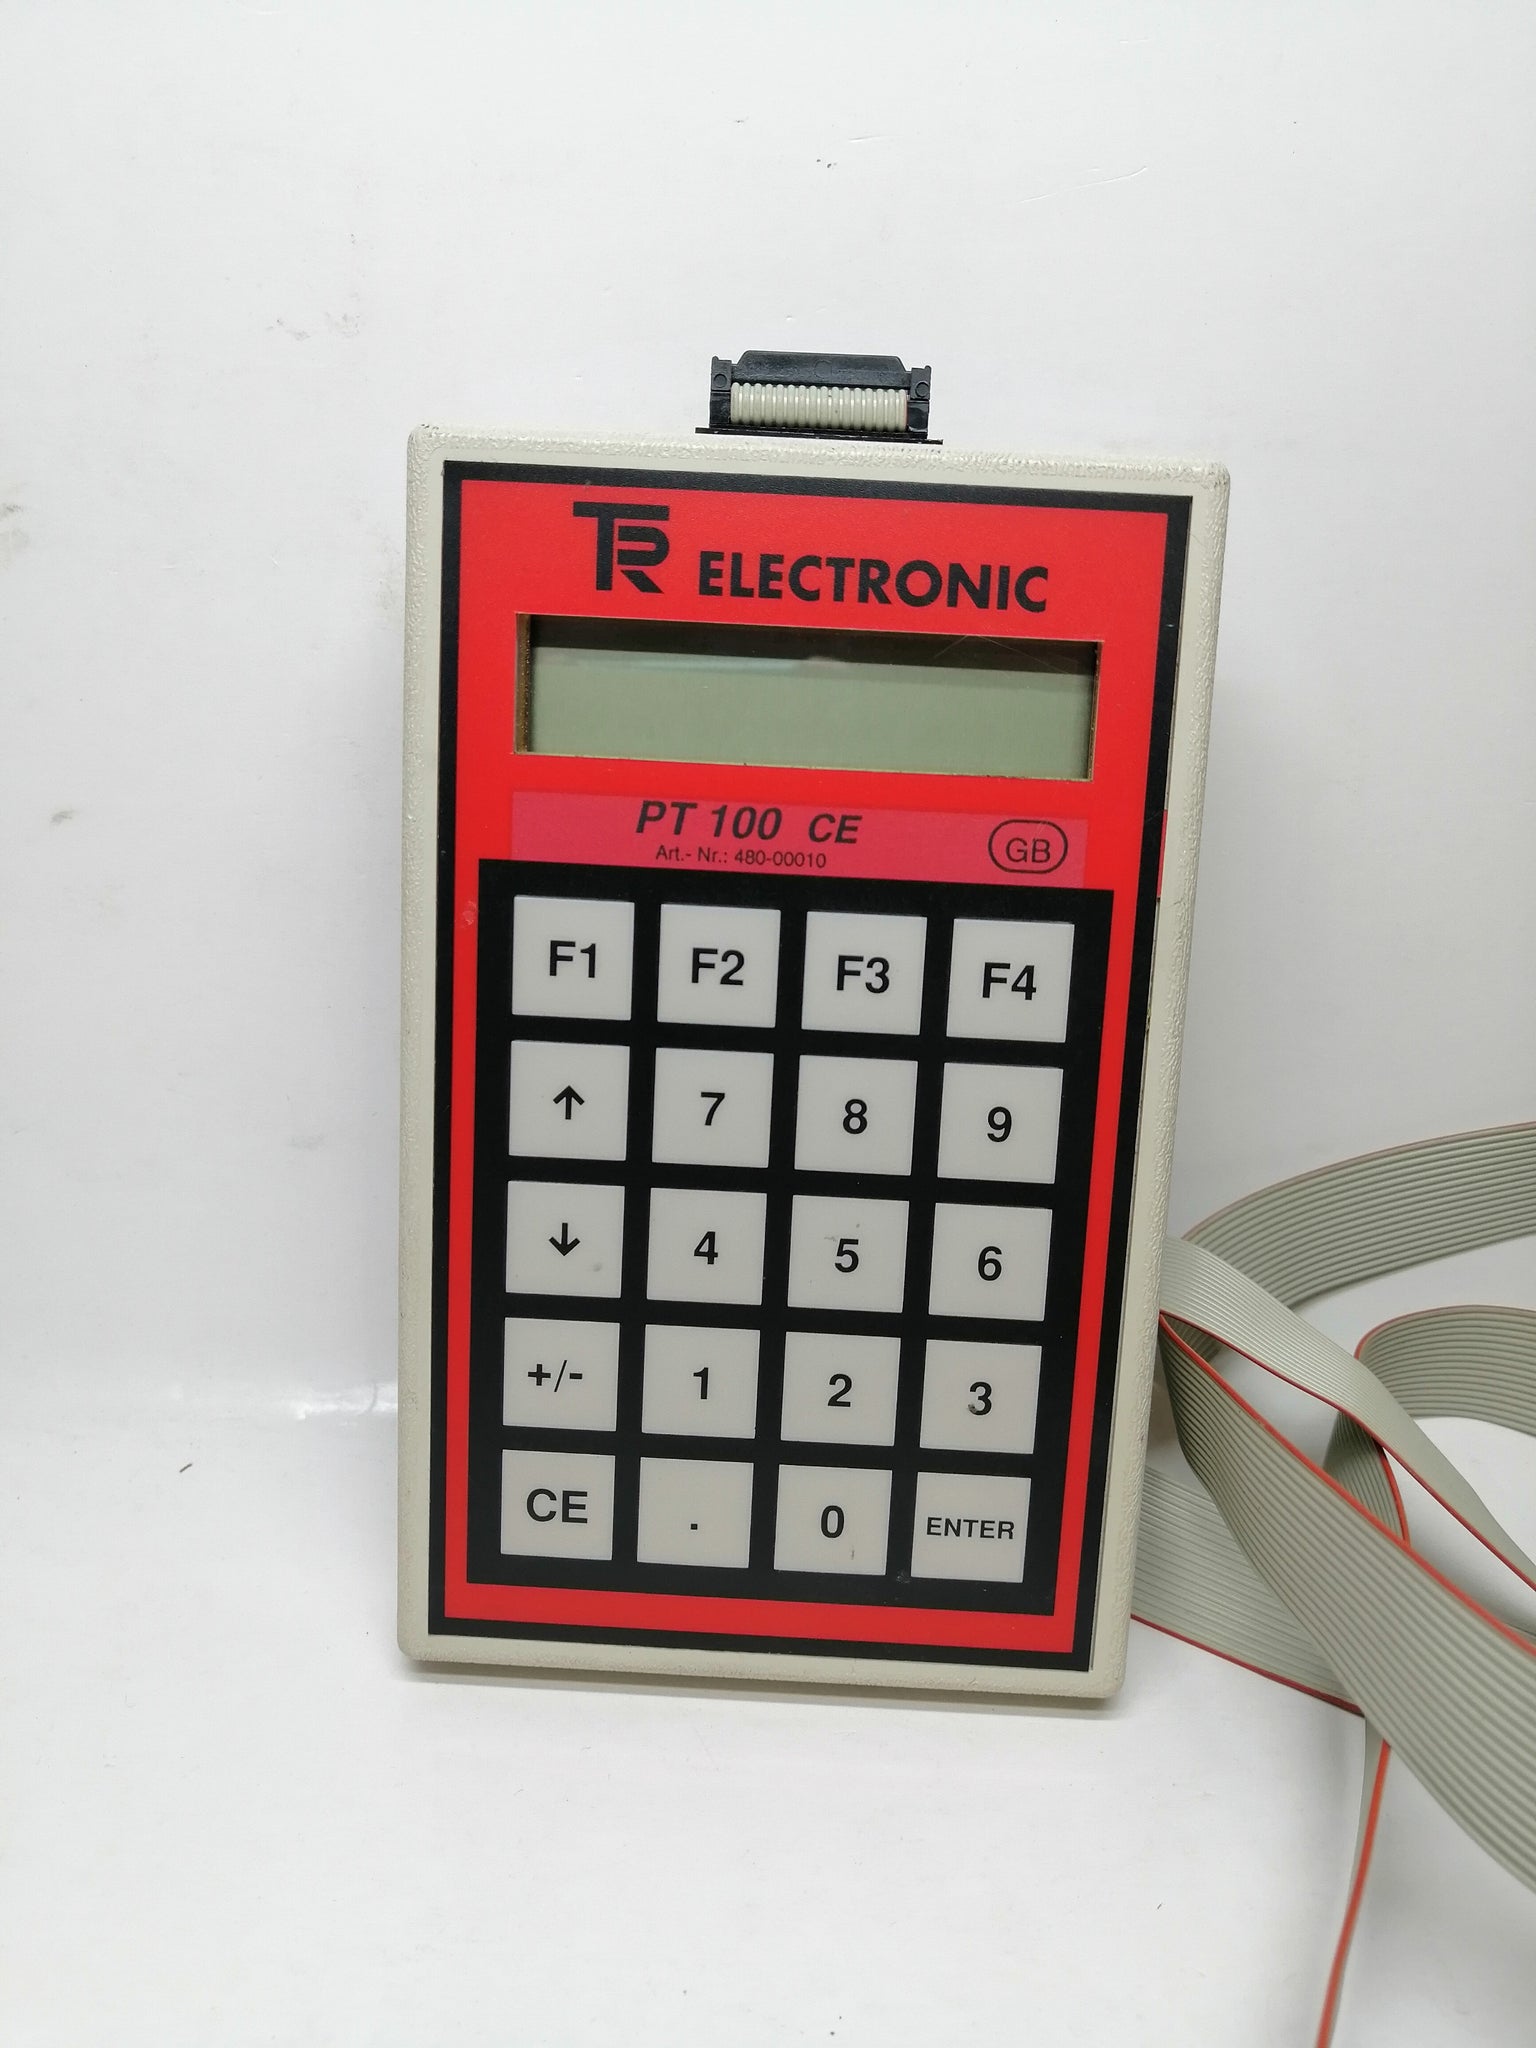 TR ELECTRONIC
PT 100 CE
Art.- Nr.: 480-00010
GB
F1 F2 F3 F4
↑ 7 8 9
↓ 4 5 6
+/- 1 2 3
CE . 0 ENTER